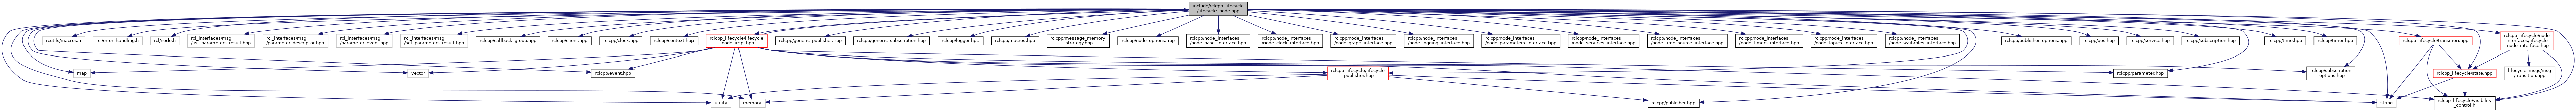 include/rclcpp_lifecycle
/lifecycle_node.hpp
rcutils/macros.h
rcl/error_handling.h
rcl/node.h
rcl_interfaces/msg
/list_parameters_result.hpp
rcl_interfaces/msg
/parameter_descriptor.hpp
rcl_interfaces/msg
/parameter_event.hpp
rcl_interfaces/msg
/set_parameters_result.hpp
rclcpp/callback_group.hpp
rclcpp/client.hpp
rclcpp/clock.hpp
rclcpp/context.hpp
rclcpp_lifecycle/lifecycle
_node_impl.hpp
rclcpp/generic_publisher.hpp
rclcpp/generic_subscription.hpp
rclcpp/logger.hpp
rclcpp/macros.hpp
rclcpp/message_memory
_strategy.hpp
rclcpp/node_options.hpp
rclcpp/node_interfaces
/node_base_interface.hpp
rclcpp/node_interfaces
/node_clock_interface.hpp
rclcpp/node_interfaces
/node_graph_interface.hpp
rclcpp/node_interfaces
/node_logging_interface.hpp
rclcpp/node_interfaces
/node_parameters_interface.hpp
rclcpp/node_interfaces
/node_services_interface.hpp
rclcpp/node_interfaces
/node_time_source_interface.hpp
rclcpp/node_interfaces
/node_timers_interface.hpp
rclcpp/node_interfaces
/node_topics_interface.hpp
rclcpp/node_interfaces
/node_waitables_interface.hpp
rclcpp/publisher_options.hpp
rclcpp/qos.hpp
rclcpp/service.hpp
rclcpp/subscription.hpp
rclcpp/time.hpp
rclcpp/timer.hpp
rclcpp_lifecycle/transition.hpp
rclcpp_lifecycle/node
_interfaces/lifecycle
_node_interface.hpp
map
vector
rclcpp/event.hpp
rclcpp_lifecycle/lifecycle
_publisher.hpp
rclcpp/parameter.hpp
rclcpp/subscription
_options.hpp
rclcpp_lifecycle/state.hpp
lifecycle_msgs/msg
/transition.hpp
utility
memory
rclcpp/publisher.hpp
string
rclcpp_lifecycle/visibility
_control.h